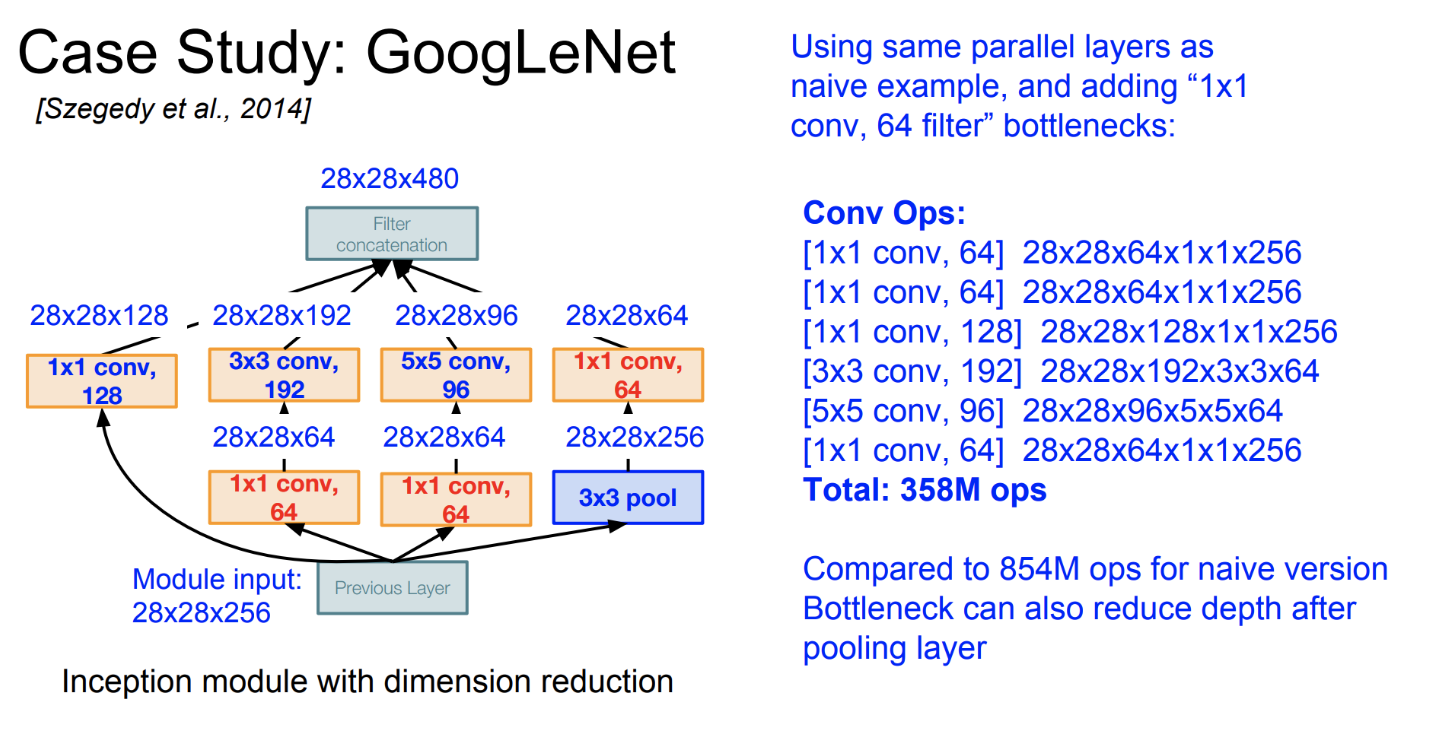 Case Study: GoogLeNet
[Szegedy et al., 2014]
28x28x480
Filter
concatenation
28x28x128
28x28x192
28x28x96
28x28x64
1x1 conv,
128
3x3 conv,
192
5x5 conv,
96
1x1 conv,
64
28x28x64
28x28x64
28x28x256
1x1 conv,
64
1x1 conv,
64
3x3 pool
Module input:
28x28x256
Previous Layer
Inception module with dimension reduction
Using same parallel layers as
naive example, and adding “1x1
conv, 64 filter” bottlenecks:
Conv Ops:
[1x1 conv, 64] 28x28x64x1x1x256
[1x1 conv, 64] 28x28x64x1x1x256
[1x1 conv, 128] 28x28x128x1x1x256
[3x3 conv, 192] 28x28x192x3x3x64
[5x5 conv, 96] 28x28x96x5x5x64
[1x1 conv, 64] 28x28x64x1x1x256
Total: 358M ops
Compared to 854M ops for naive version
Bottleneck can also reduce depth after
pooling layer